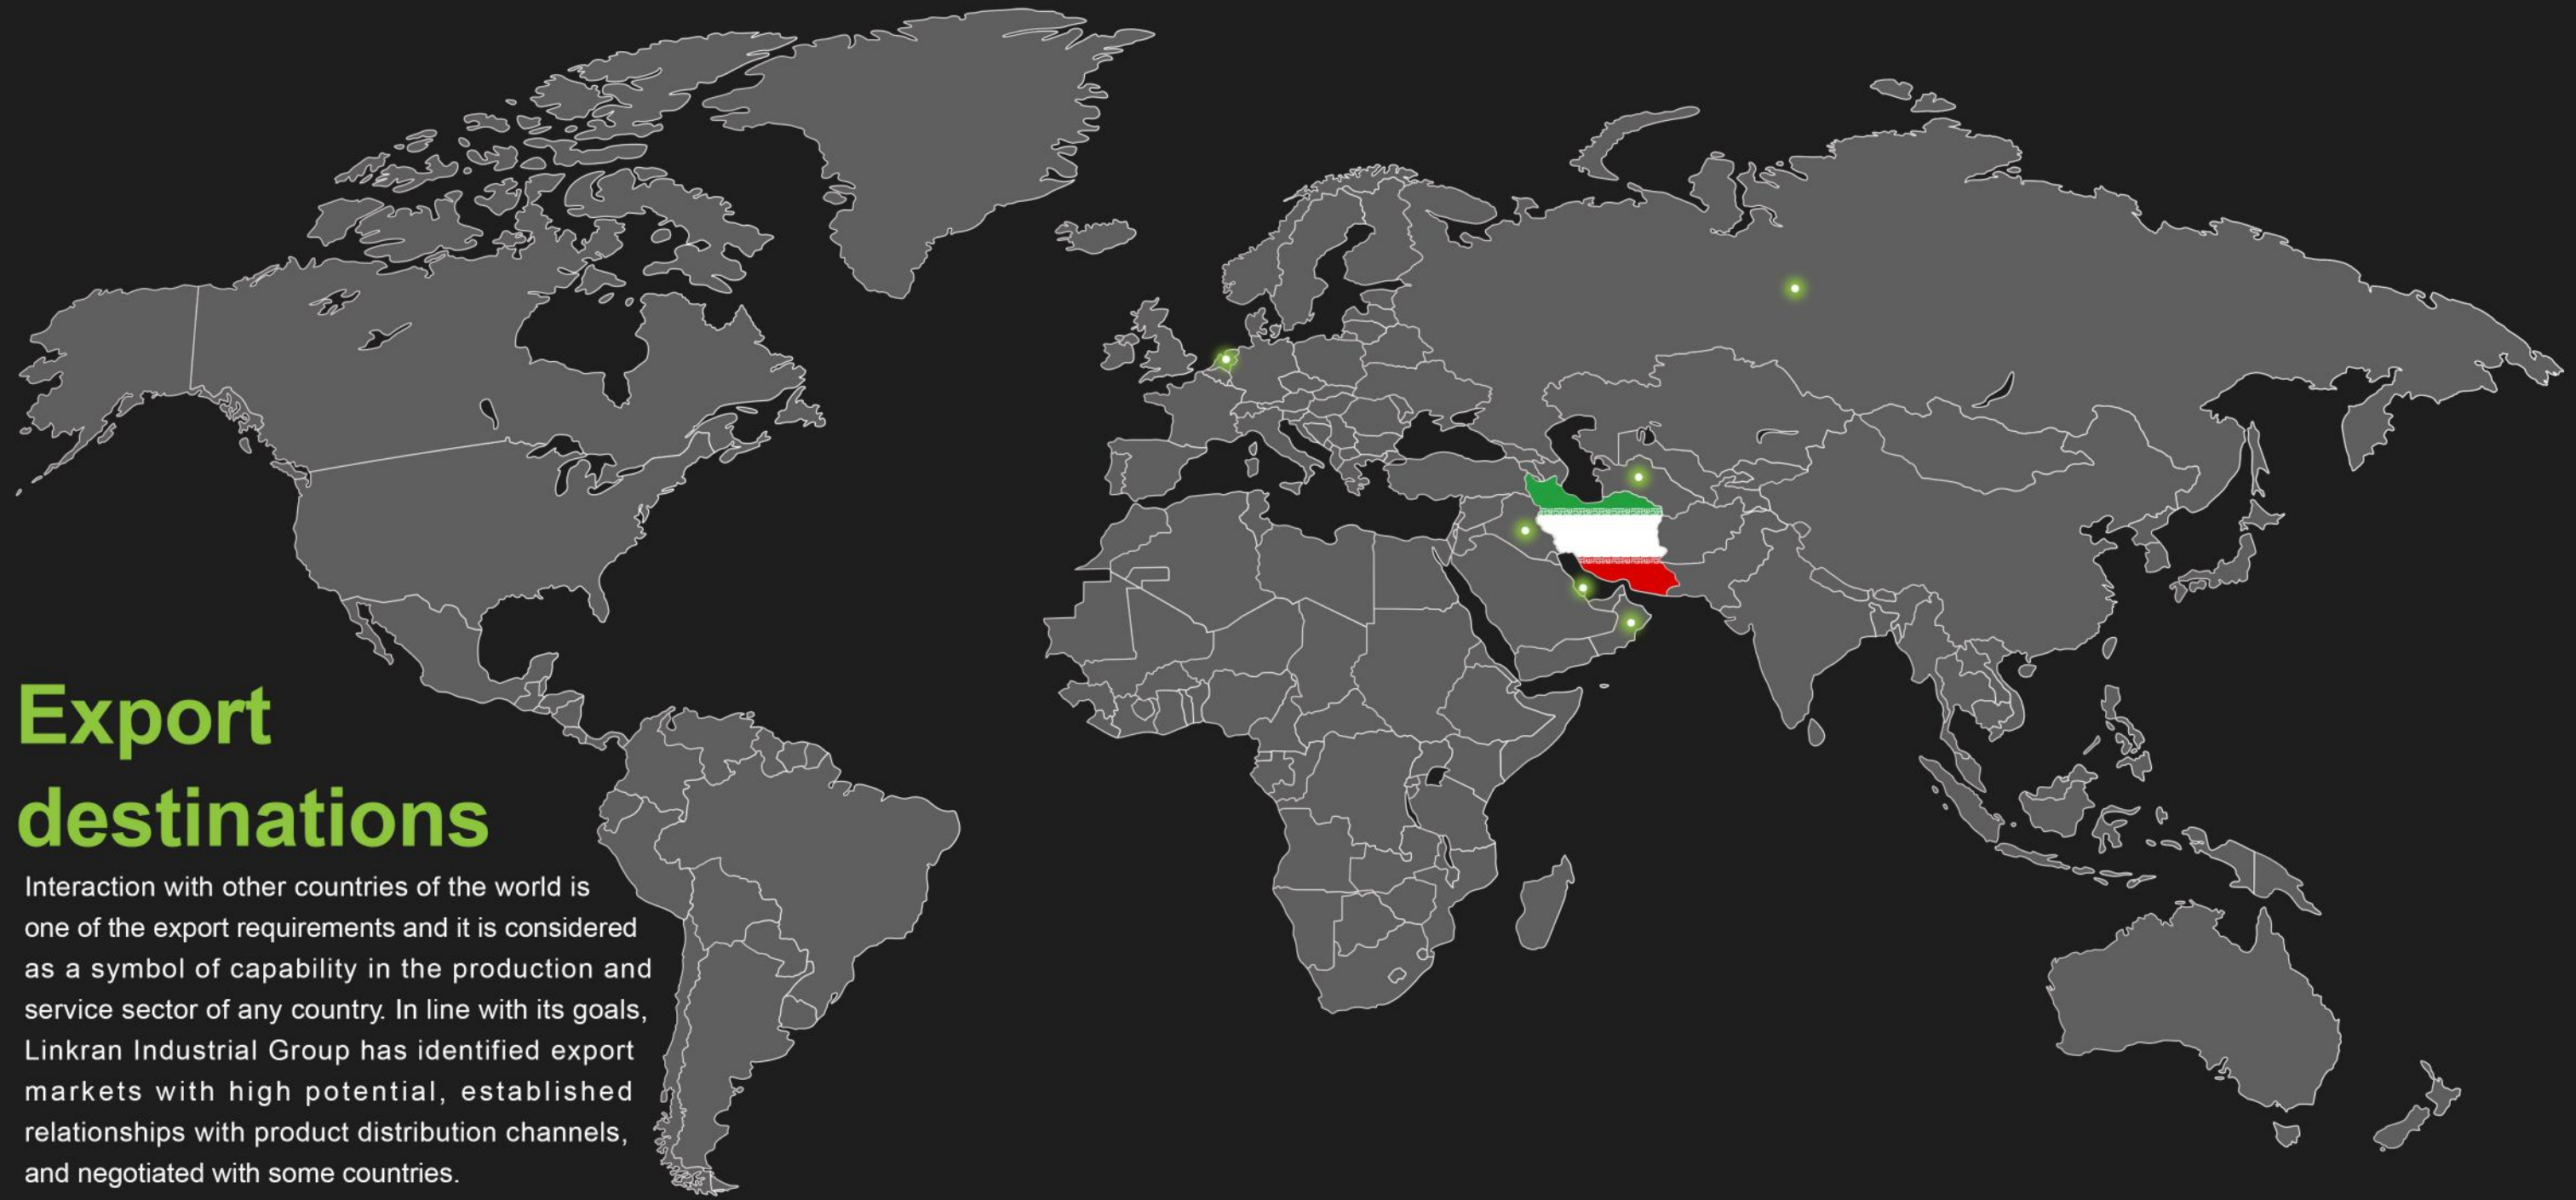 Export
destinations
Interaction with other countries of the world is
one of the export requirements and it is considered
as a symbol of capability in the production and
service sector of any country. In line with its goals,
Linkran Industrial Group has identified export
markets with high potential, established
relationships with product distribution channels,
and negotiated with some countries.